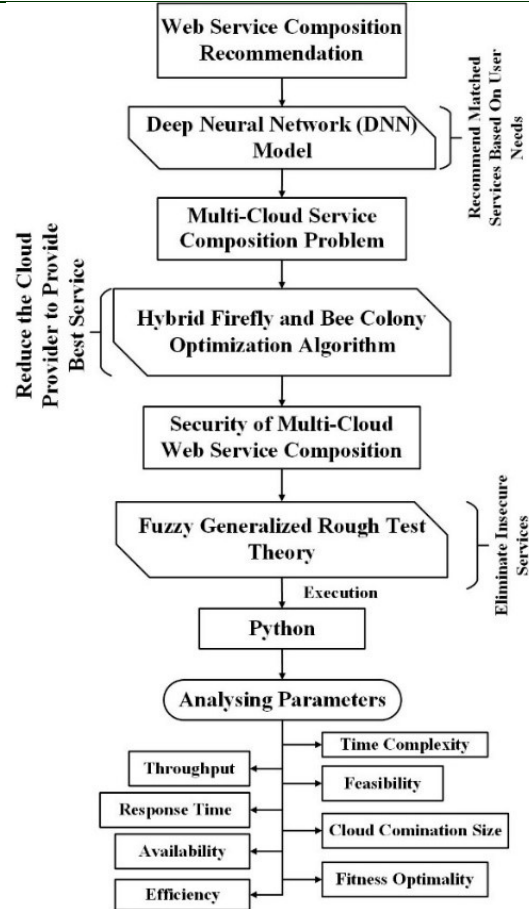 Web Service Composition
Recommendation
Deep Neural Network (DNN)
Model
Recommend Matched
Services Based On User
Needs
Multi-Cloud Service
Composition Problem
Reduce the Cloud
Provider to Provide
Best Service
Hybrid Firefly and Bee Colony
Optimization Algorithm
Security of Multi-Cloud
Web Service Composition
Fuzzy Generalized Rough Test
Theory
Eliminate Insecure
Services
Execution
Python
Analysing Parameters
Time Complexity
Throughput
Feasibility
Response Time
Cloud Comination Size
Availability
Fitness Optimality
Efficiency